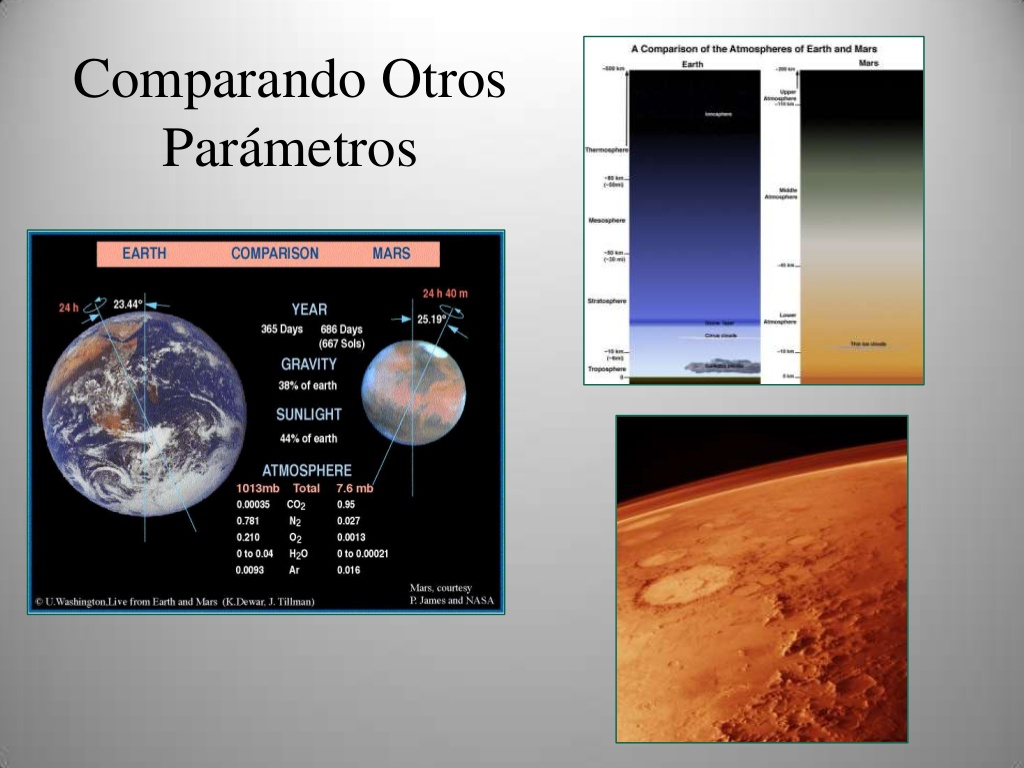 Comparando Otros
Parámetros
EARTH COMPARISON MARS
24 h 23.44° 24 h 40 m
25.19°
YEAR
365 Days 686 Days
(667 Sols)
GRAVITY
38% of earth
SUNLIGHT
44% of earth
ATMOSPHERE
1013mb Total 7.6 mb
0.00035 CO2 0.95
0.781 N2 0.027
0.210 O2 0.0013
0 to 0.04 H2O 0 to 0.00021
0.0093 Ar 0.016
Mars, courtesy
P. James and NASA
© U.Washington,Live from Earth and Mars (K.Dewar, J. Tillman)
A Comparison of the Atmospheres of Earth and Mars
Earth
~500 km
Ionosphere
Thermosphere
~80 km
(~50mi)
Mesosphere
~50 km
(~30 mi)
Stratosphere
Ozone layer
Cirrus clouds
~10 km
(~6mi)
Troposphere
0
Mars
~200 km
Upper
Atmosphere
~110 km
Middle
Atmosphere
~45 km
Lower
Atmosphere
Thin ice clouds
~10 km
0 km